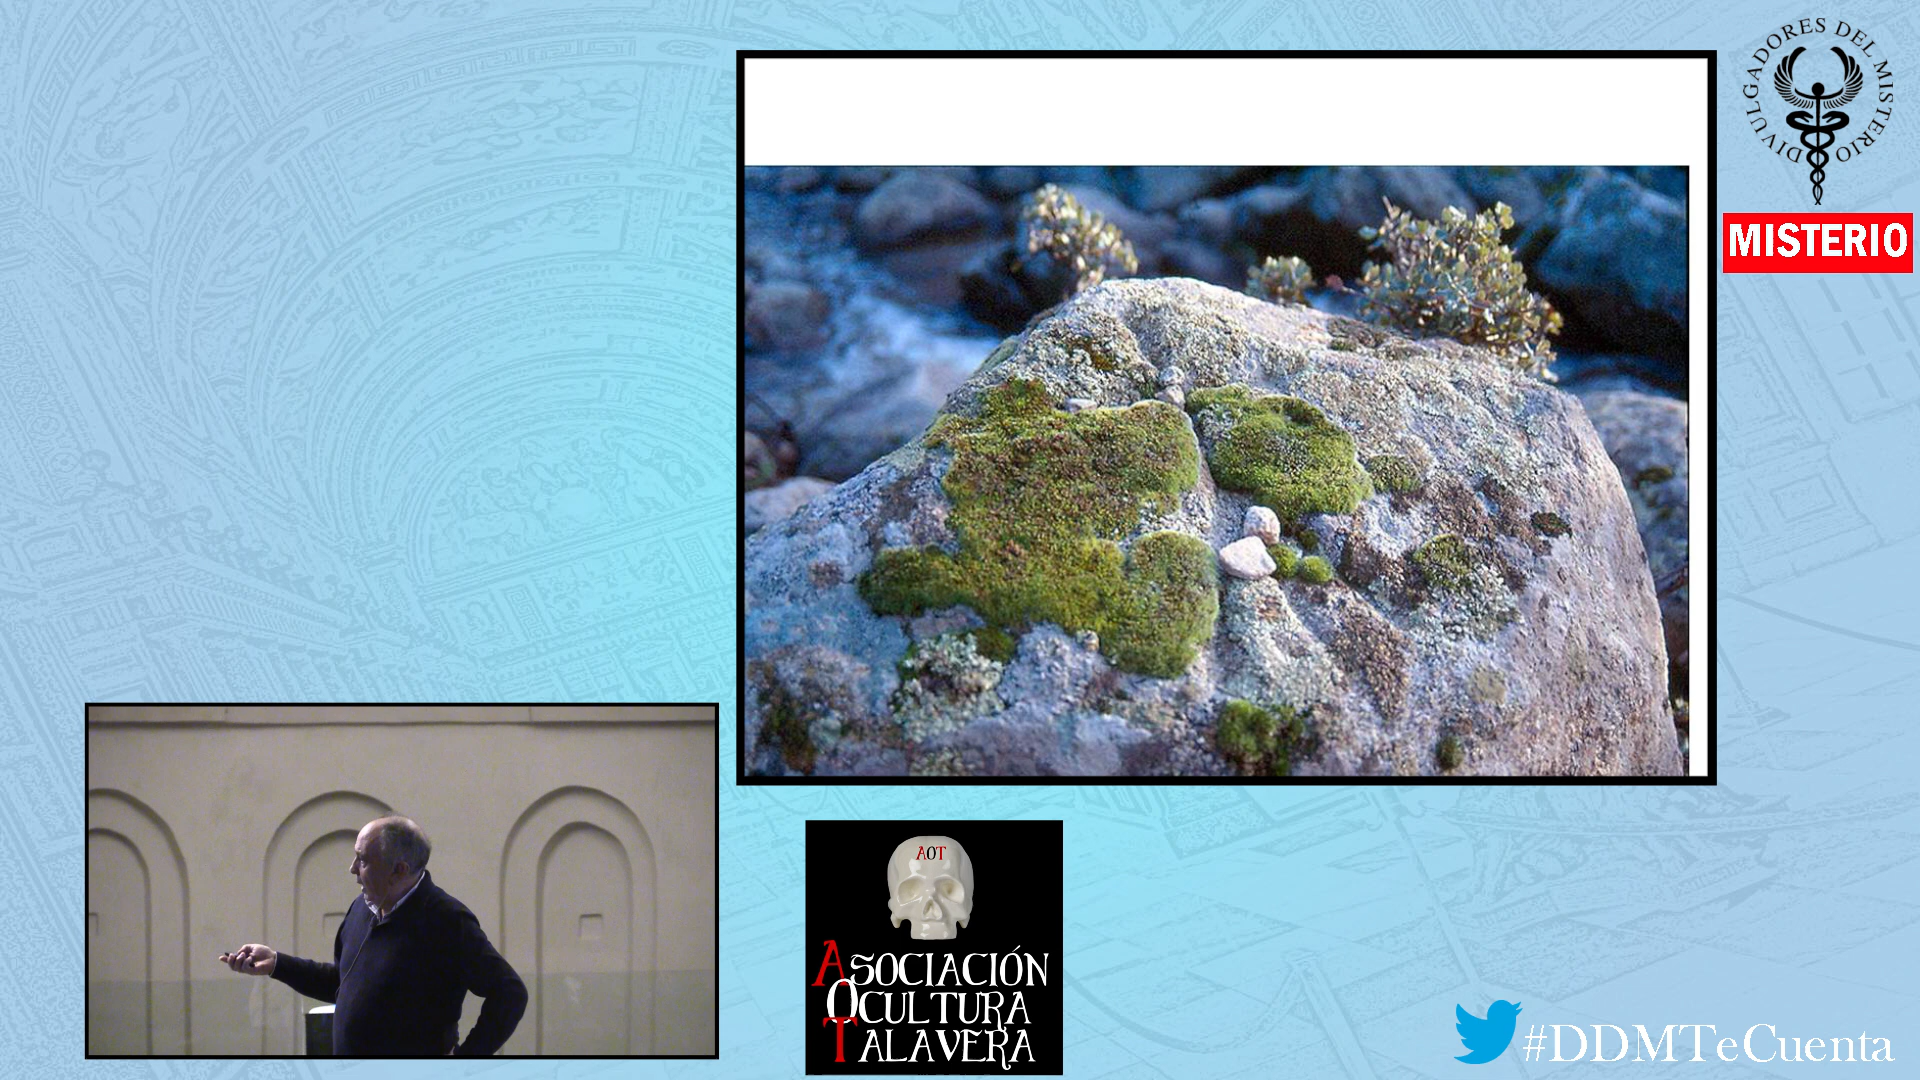 DIVULGADORES DEL MISTERIO
MISTERIO
AOT
ASOCIACIÓN
OCULTURA
TALAVERA
#DDMTeCuenta